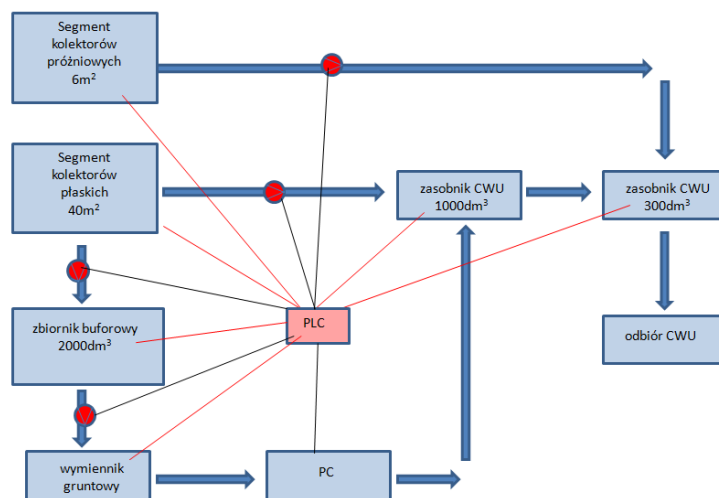 Segment
kolektorów
próżniowych
6m²
Segment
kolektorów
płaskich
40m²
zasobnik CWU
1000dm³
zasobnik CWU
300dm³
zbiornik buforowy
2000dm³
PLC
odbiór CWU
wymiennik
gruntowy
PC